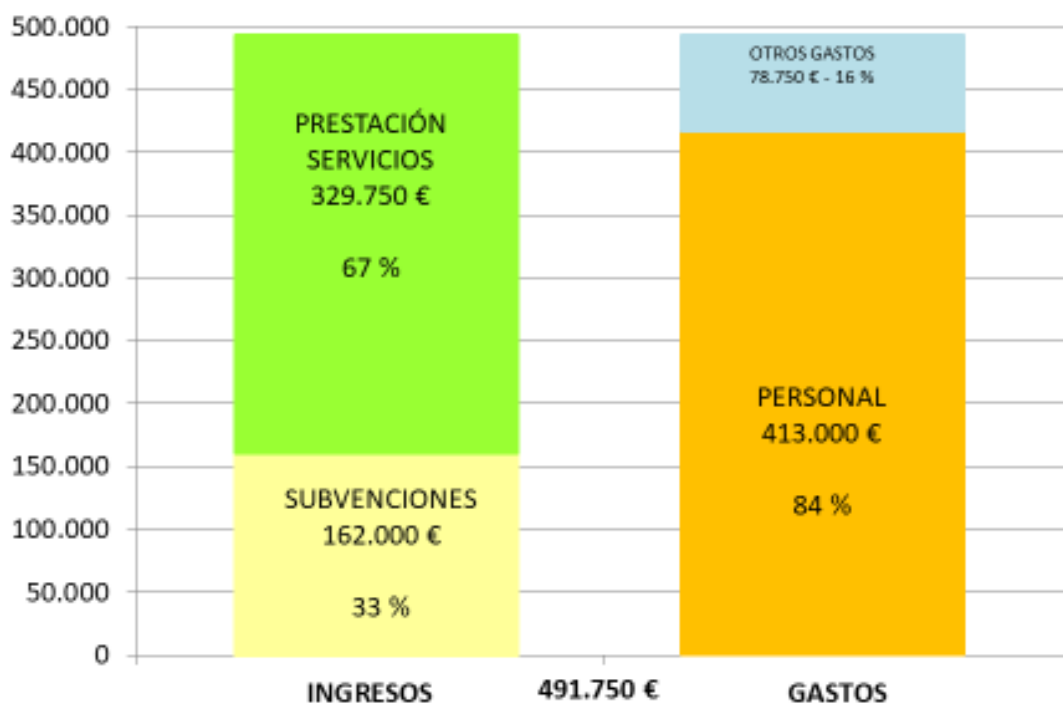 500.000
450.000
400.000
350.000
300.000
250.000
200.000
150.000
100.000
50.000
0
PRESTACIÓN
SERVICIOS
329.750 €
67 %
SUBVENCIONES
162.000 €
33 %
OTROS GASTOS
78.750 € - 16 %
PERSONAL
413.000 €
84 %
INGRESOS
491.750 €
GASTOS